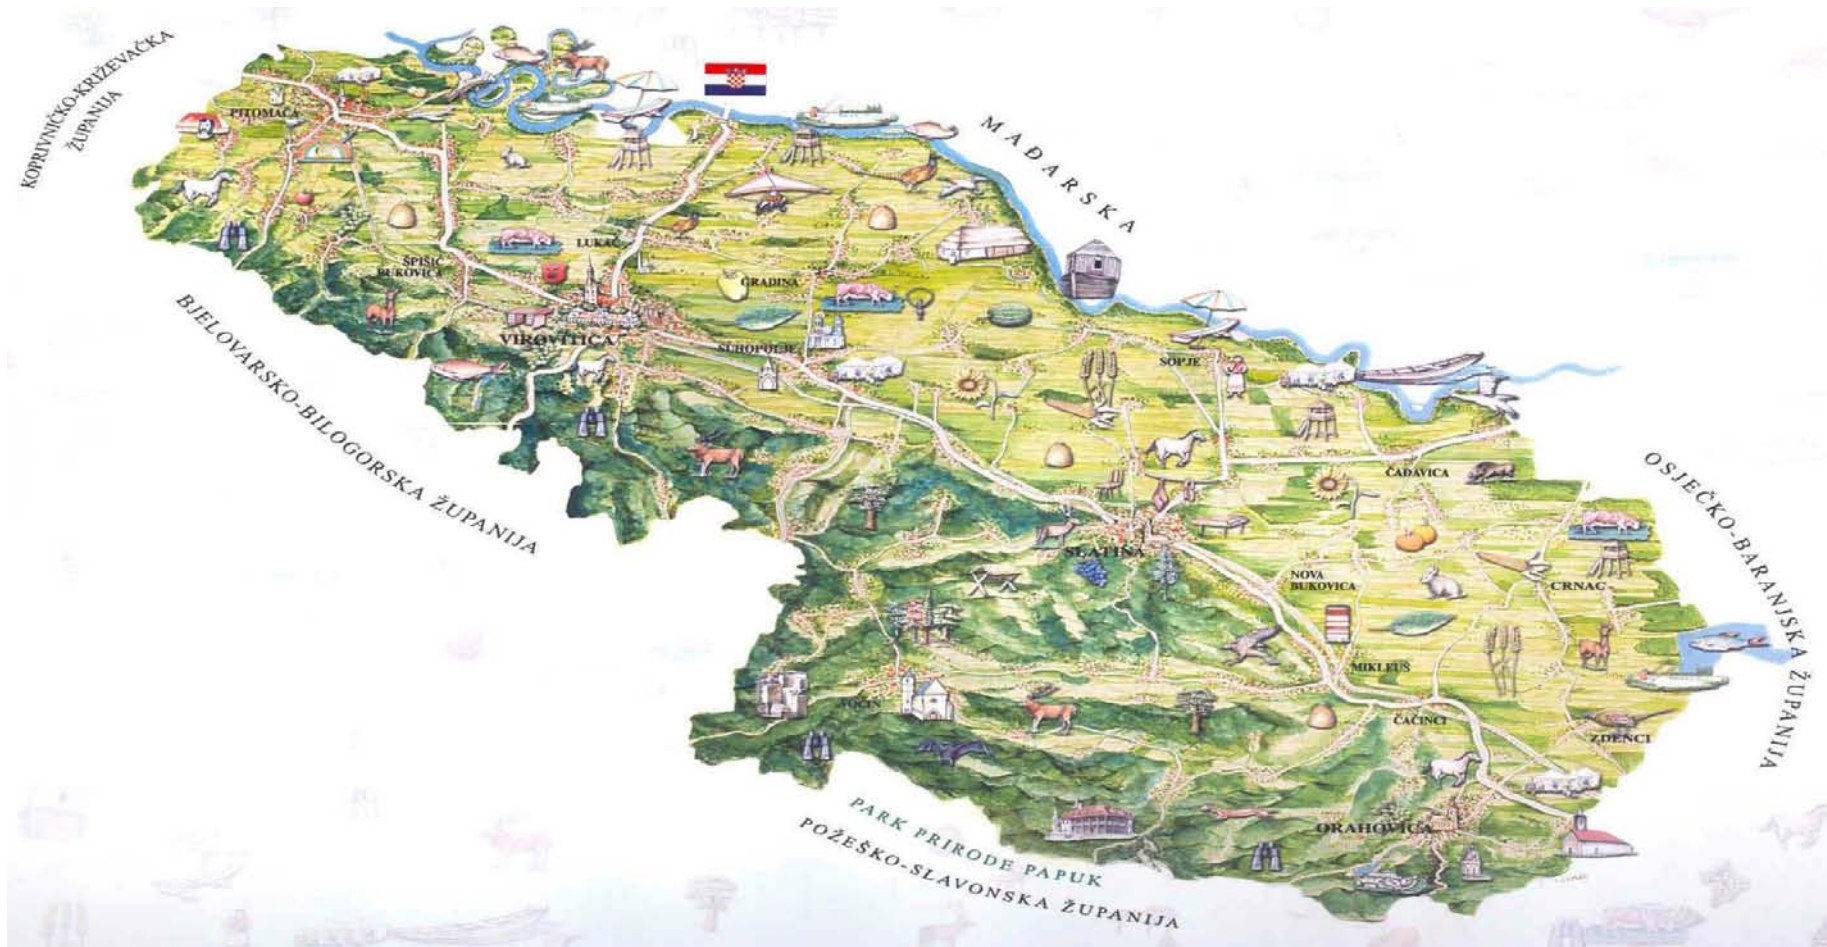 KOPRIVNIČKO-KRIŽEVAČKA
ŽUPANIJA
PITOMAČA
MAĐARSKA
LUKAČ
ŠPIŠIĆ
BUKOVICA
GRADINA
BJELOVARSKO-BILOGORSKA ŽUPANIJA
VIROVITICA
SUHOPOLJE
SOPJE
ČAĐAVICA
OSJEČKO-BARANJSKA ŽUPANIJA
SLATINA
NOVA
BUKOVICA
CRNAC
MIKLEUŠ
VOĆIN
ČAČINCI
ZDENCI
ORAHOVICA
PARK PRIRODE PAPUK
POŽEŠKO-SLAVONSKA ŽUPANIJA